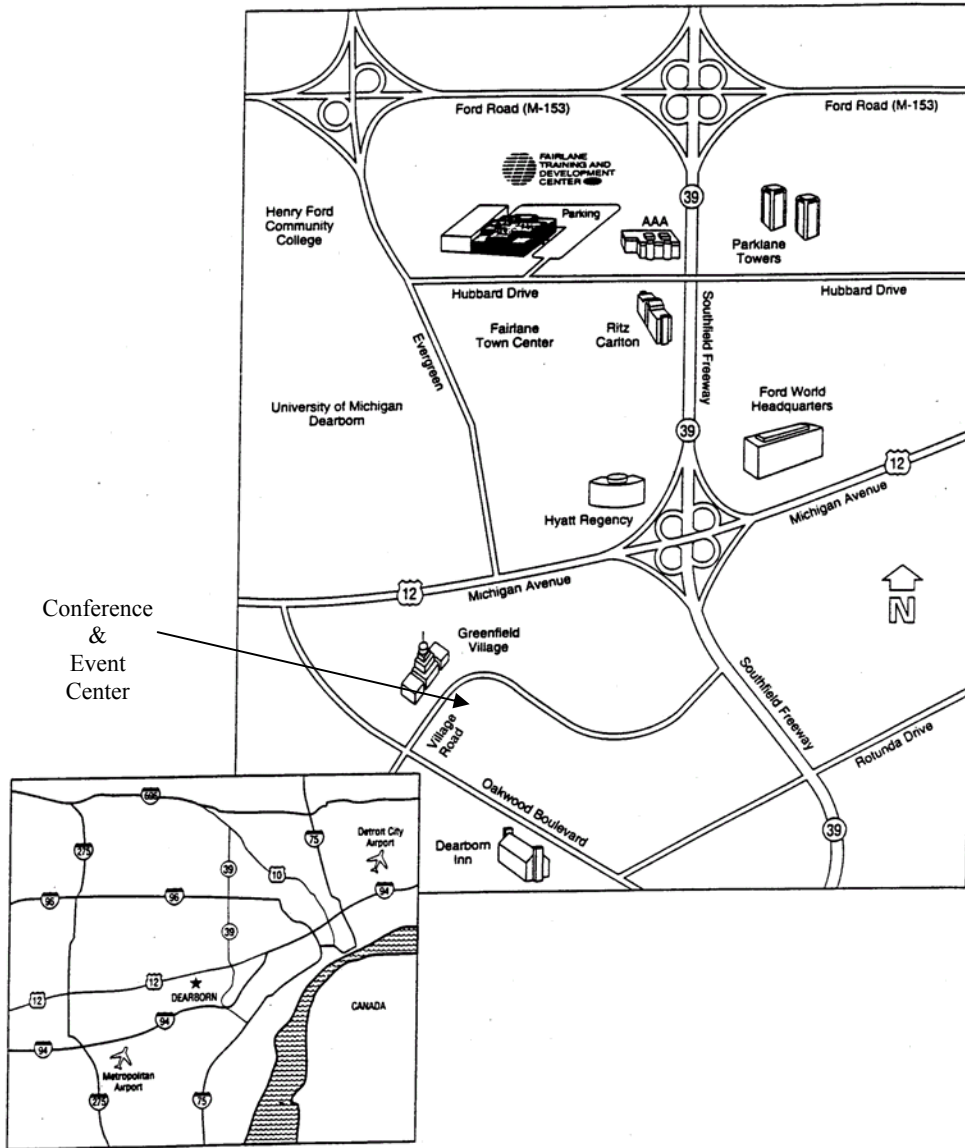 Ford Road (M-153)
Ford Road (M-153)
FAIRLANE
TRAINING AND
DEVELOPMENT
CENTER
39
Henry Ford
Community
College
Parking
AAA
Parklane
Towers
Hubbard Drive
Hubbard Drive
Evergreen
Fairlane
Town Center
Ritz
Carlton
Southfield Freeway
University of Michigan
Dearborn
Ford World
Headquarters
39
12
Hyatt Regency
Michigan Avenue
12
Michigan Avenue
N
Conference
&
Event
Center
Greenfield
Village
Village
Road
Southfield Freeway
Rotunda Drive
Oakwood Boulevard
Dearborn
Inn
39
696
75
Detroit City
Airport
275
39
10
94
96
96
39
12
12
DEARBORN
CANADA
94
94
Metropolitan
Airport
275
75